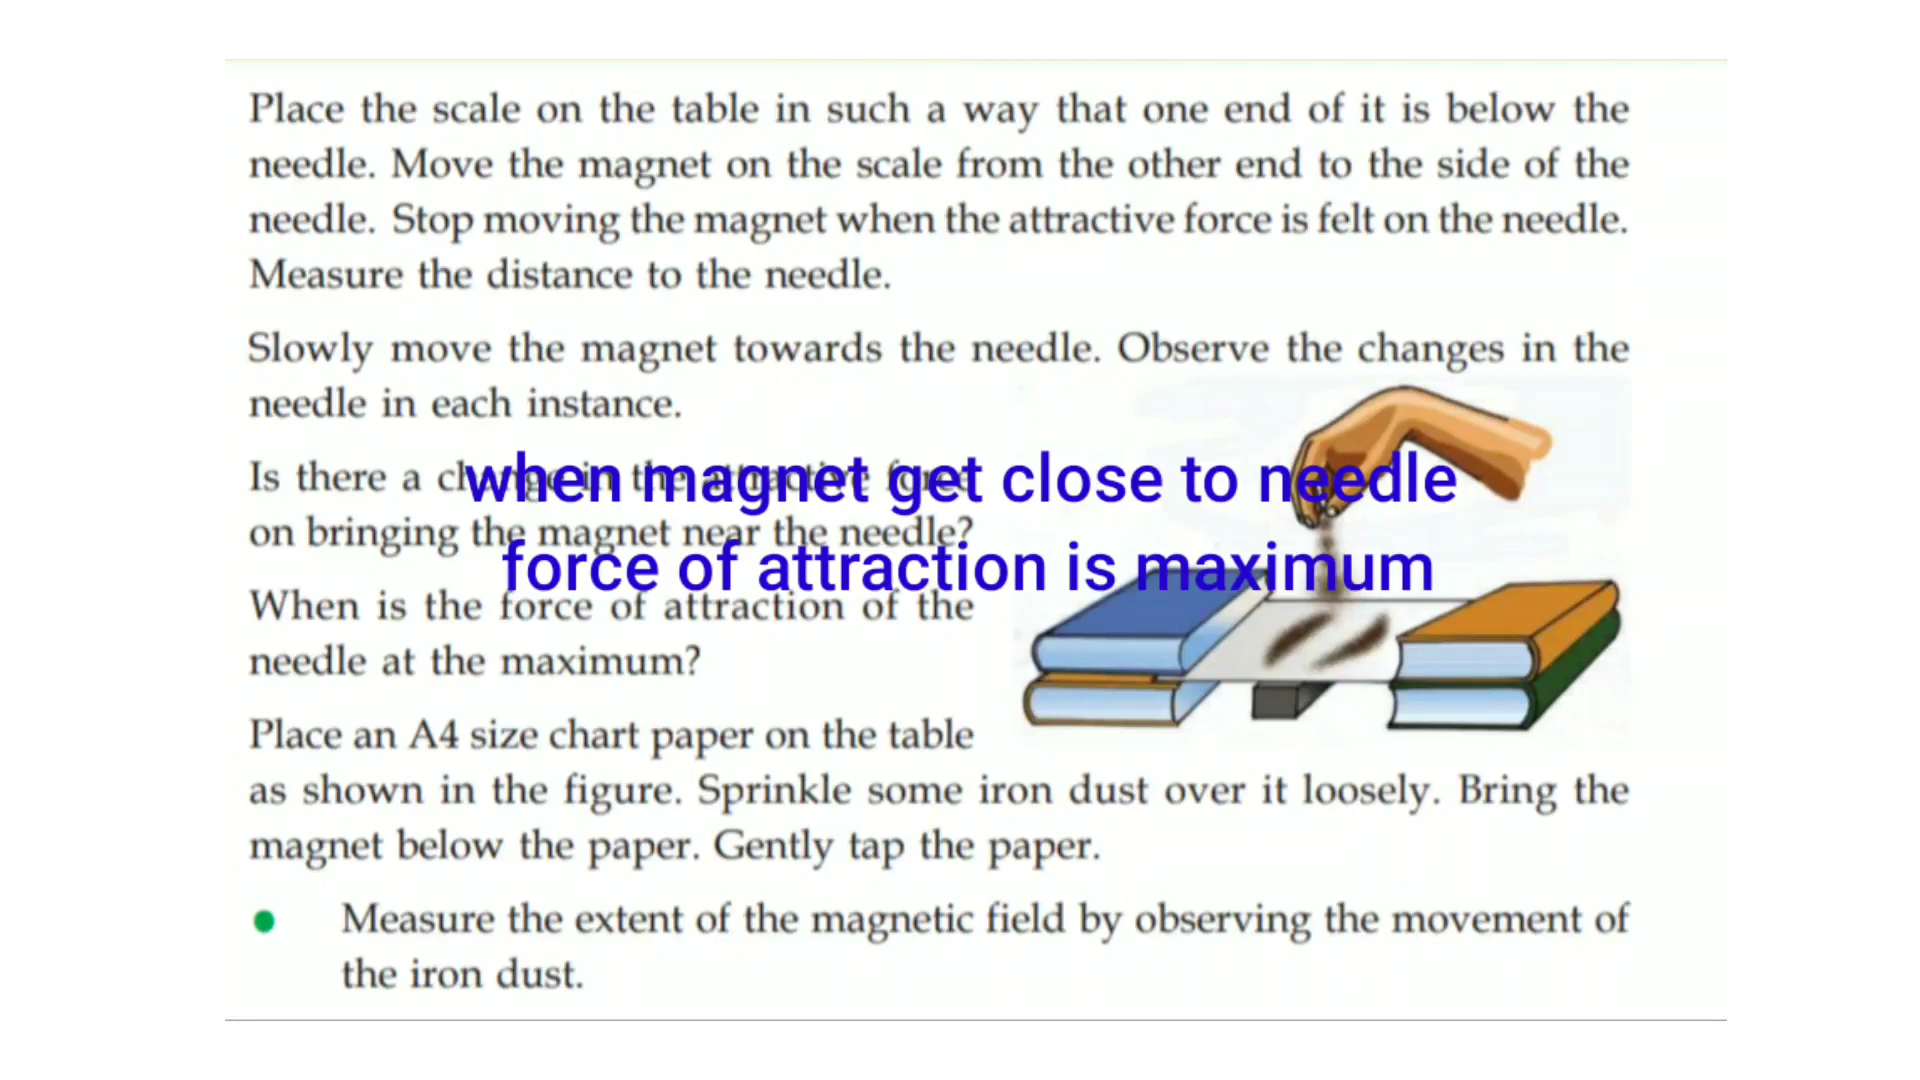 Place the scale on the table in such a way that one end of it is below the
needle. Move the magnet on the scale from the other end to the side of the
needle. Stop moving the magnet when the attractive force is felt on the needle.
Measure the distance to the needle.
Slowly move the magnet towards the needle. Observe the changes in the
needle in each instance.
Is there a change in the attractive force
on bringing the magnet near the needle?
when magnet get close to needle
force of attraction is maximum
When is the force of attraction of the
needle at the maximum?
Place an A4 size chart paper on the table
as shown in the figure. Sprinkle some iron dust over it loosely. Bring the
magnet below the paper. Gently tap the paper.
Measure the extent of the magnetic field by observing the movement of
the iron dust.